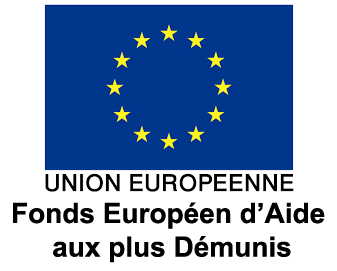 UNION EUROPEENNE
Fonds Européen d’Aide
aux plus Démunis